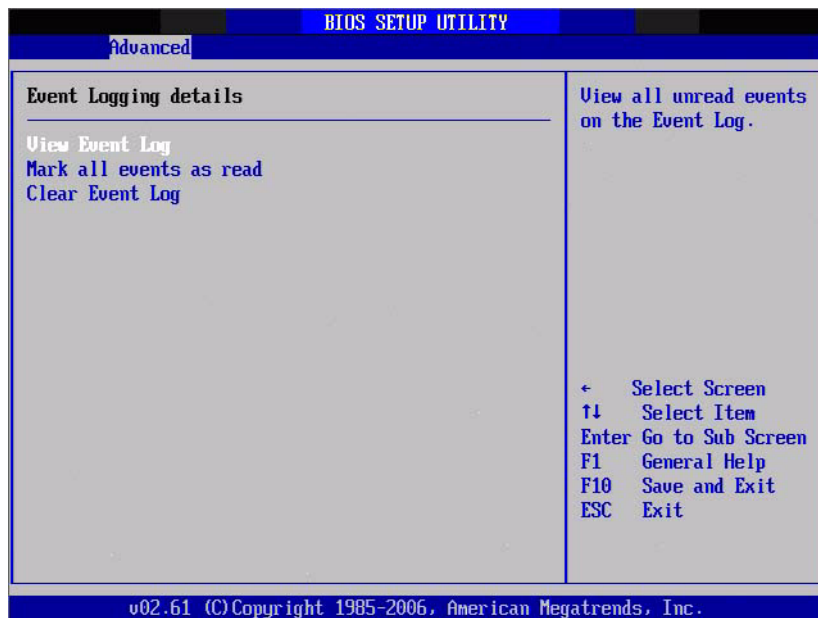 BIOS SETUP UTILITY
Advanced
Event Logging details
View Event Log
Mark all events as read
Clear Event Log
View all unread events
on the Event Log.
← Select Screen
↑↓ Select Item
Enter Go to Sub Screen
F1 General Help
F10 Save and Exit
ESC Exit
v02.61 (C)Copyright 1985-2006, American Megatrends, Inc.